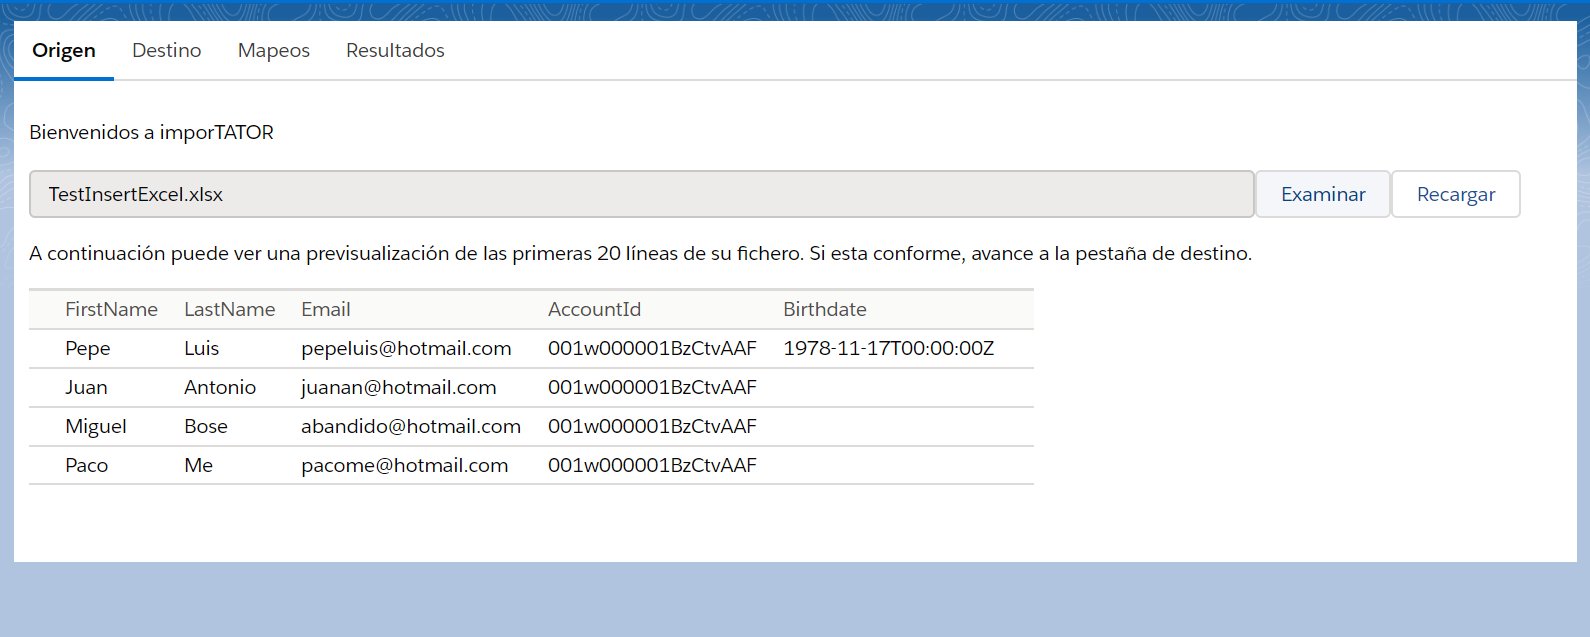 Origen Destino Mapeos Resultados
Bienvenidos a imporTATOR
TestInsertExcel.xlsx Examinar Recargar
A continuación puede ver una previsualización de las primeras 20 líneas de su fichero. Si esta conforme, avance a la pestaña de destino.
FirstName LastName Email AccountId Birthdate
Pepe Luis pepeluis@hotmail.com 001w000001BzCtvAAF 1978-11-17T00:00:00Z
Juan Antonio juanan@hotmail.com 001w000001BzCtvAAF
Miguel Bose abandido@hotmail.com 001w000001BzCtvAAF
Paco Me pacome@hotmail.com 001w000001BzCtvAAF